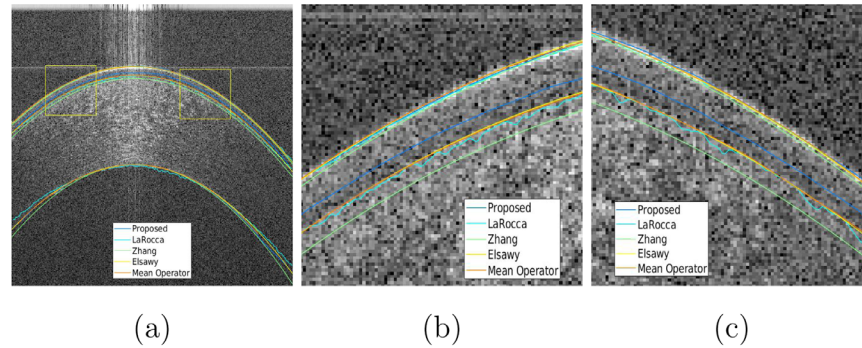 Proposed
LaRocca
Zhang
Elsawy
Mean Operator
Proposed
LaRocca
Zhang
Elsawy
Mean Operator
Proposed
LaRocca
Zhang
Elsawy
Mean Operator
(a)
(b)
(c)